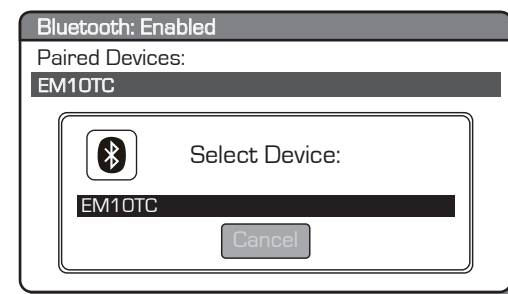 Bluetooth: Enabled
Paired Devices:
EM10TC
Select Device:
EM10TC
Cancel